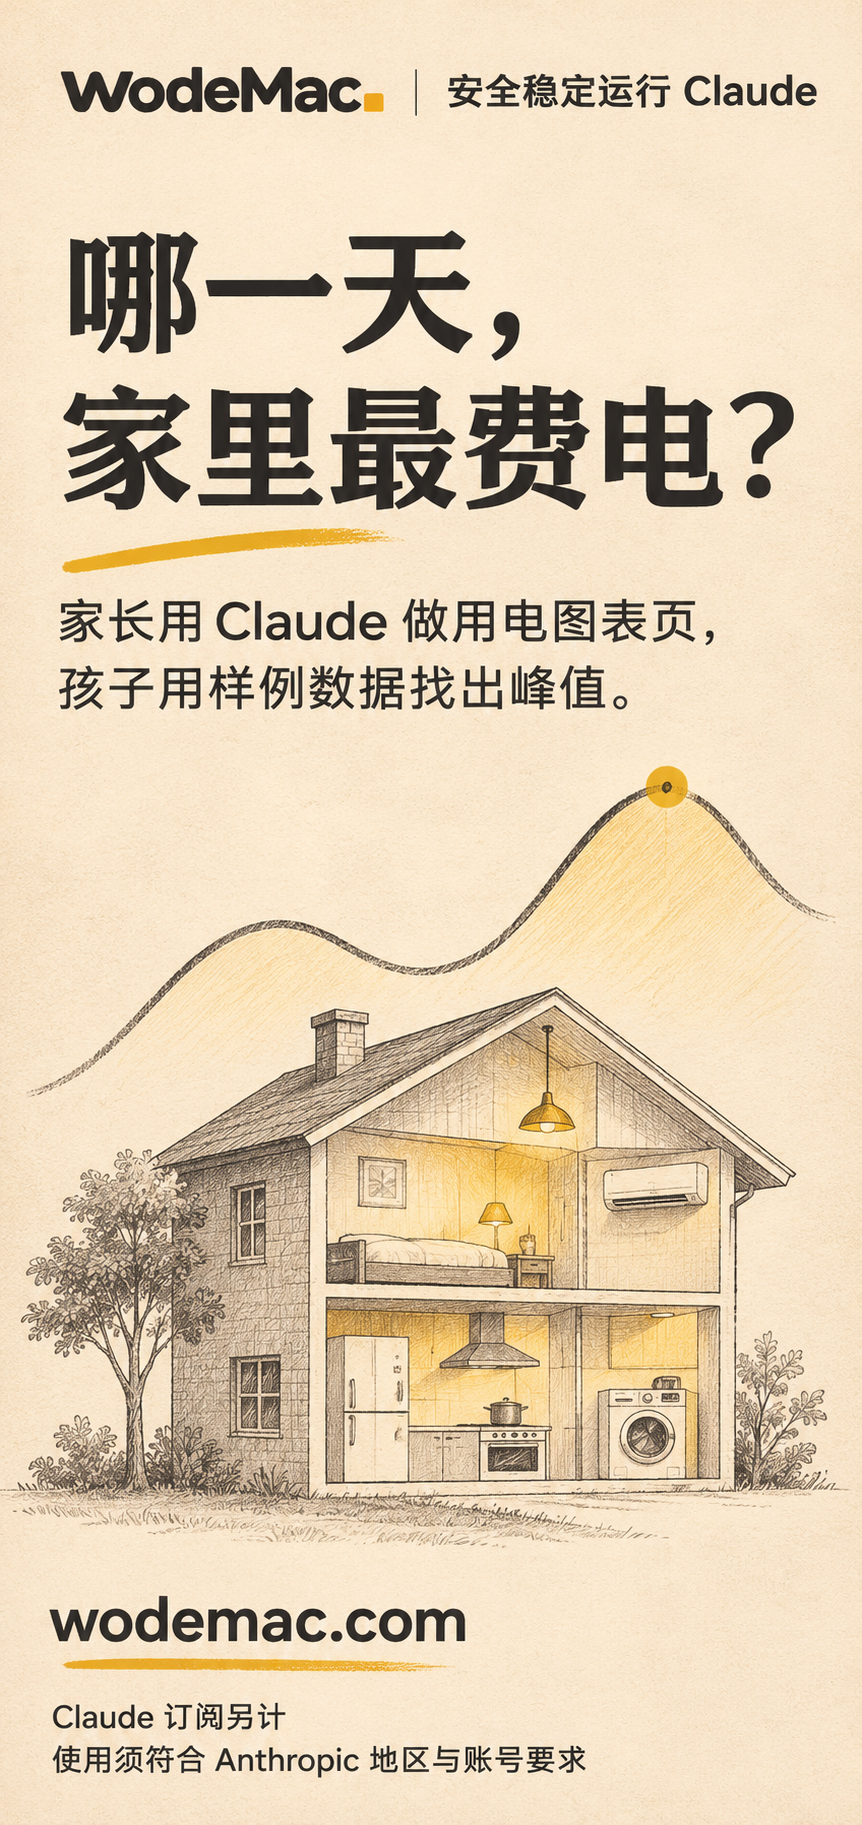 WodeMac. | 安全稳定运行 Claude
哪一天，
家里最费电？
家长用 Claude 做用电图表页，
孩子用样例数据找出峰值。
wodemac.com
Claude 订阅另计
使用须符合 Anthropic 地区与账号要求